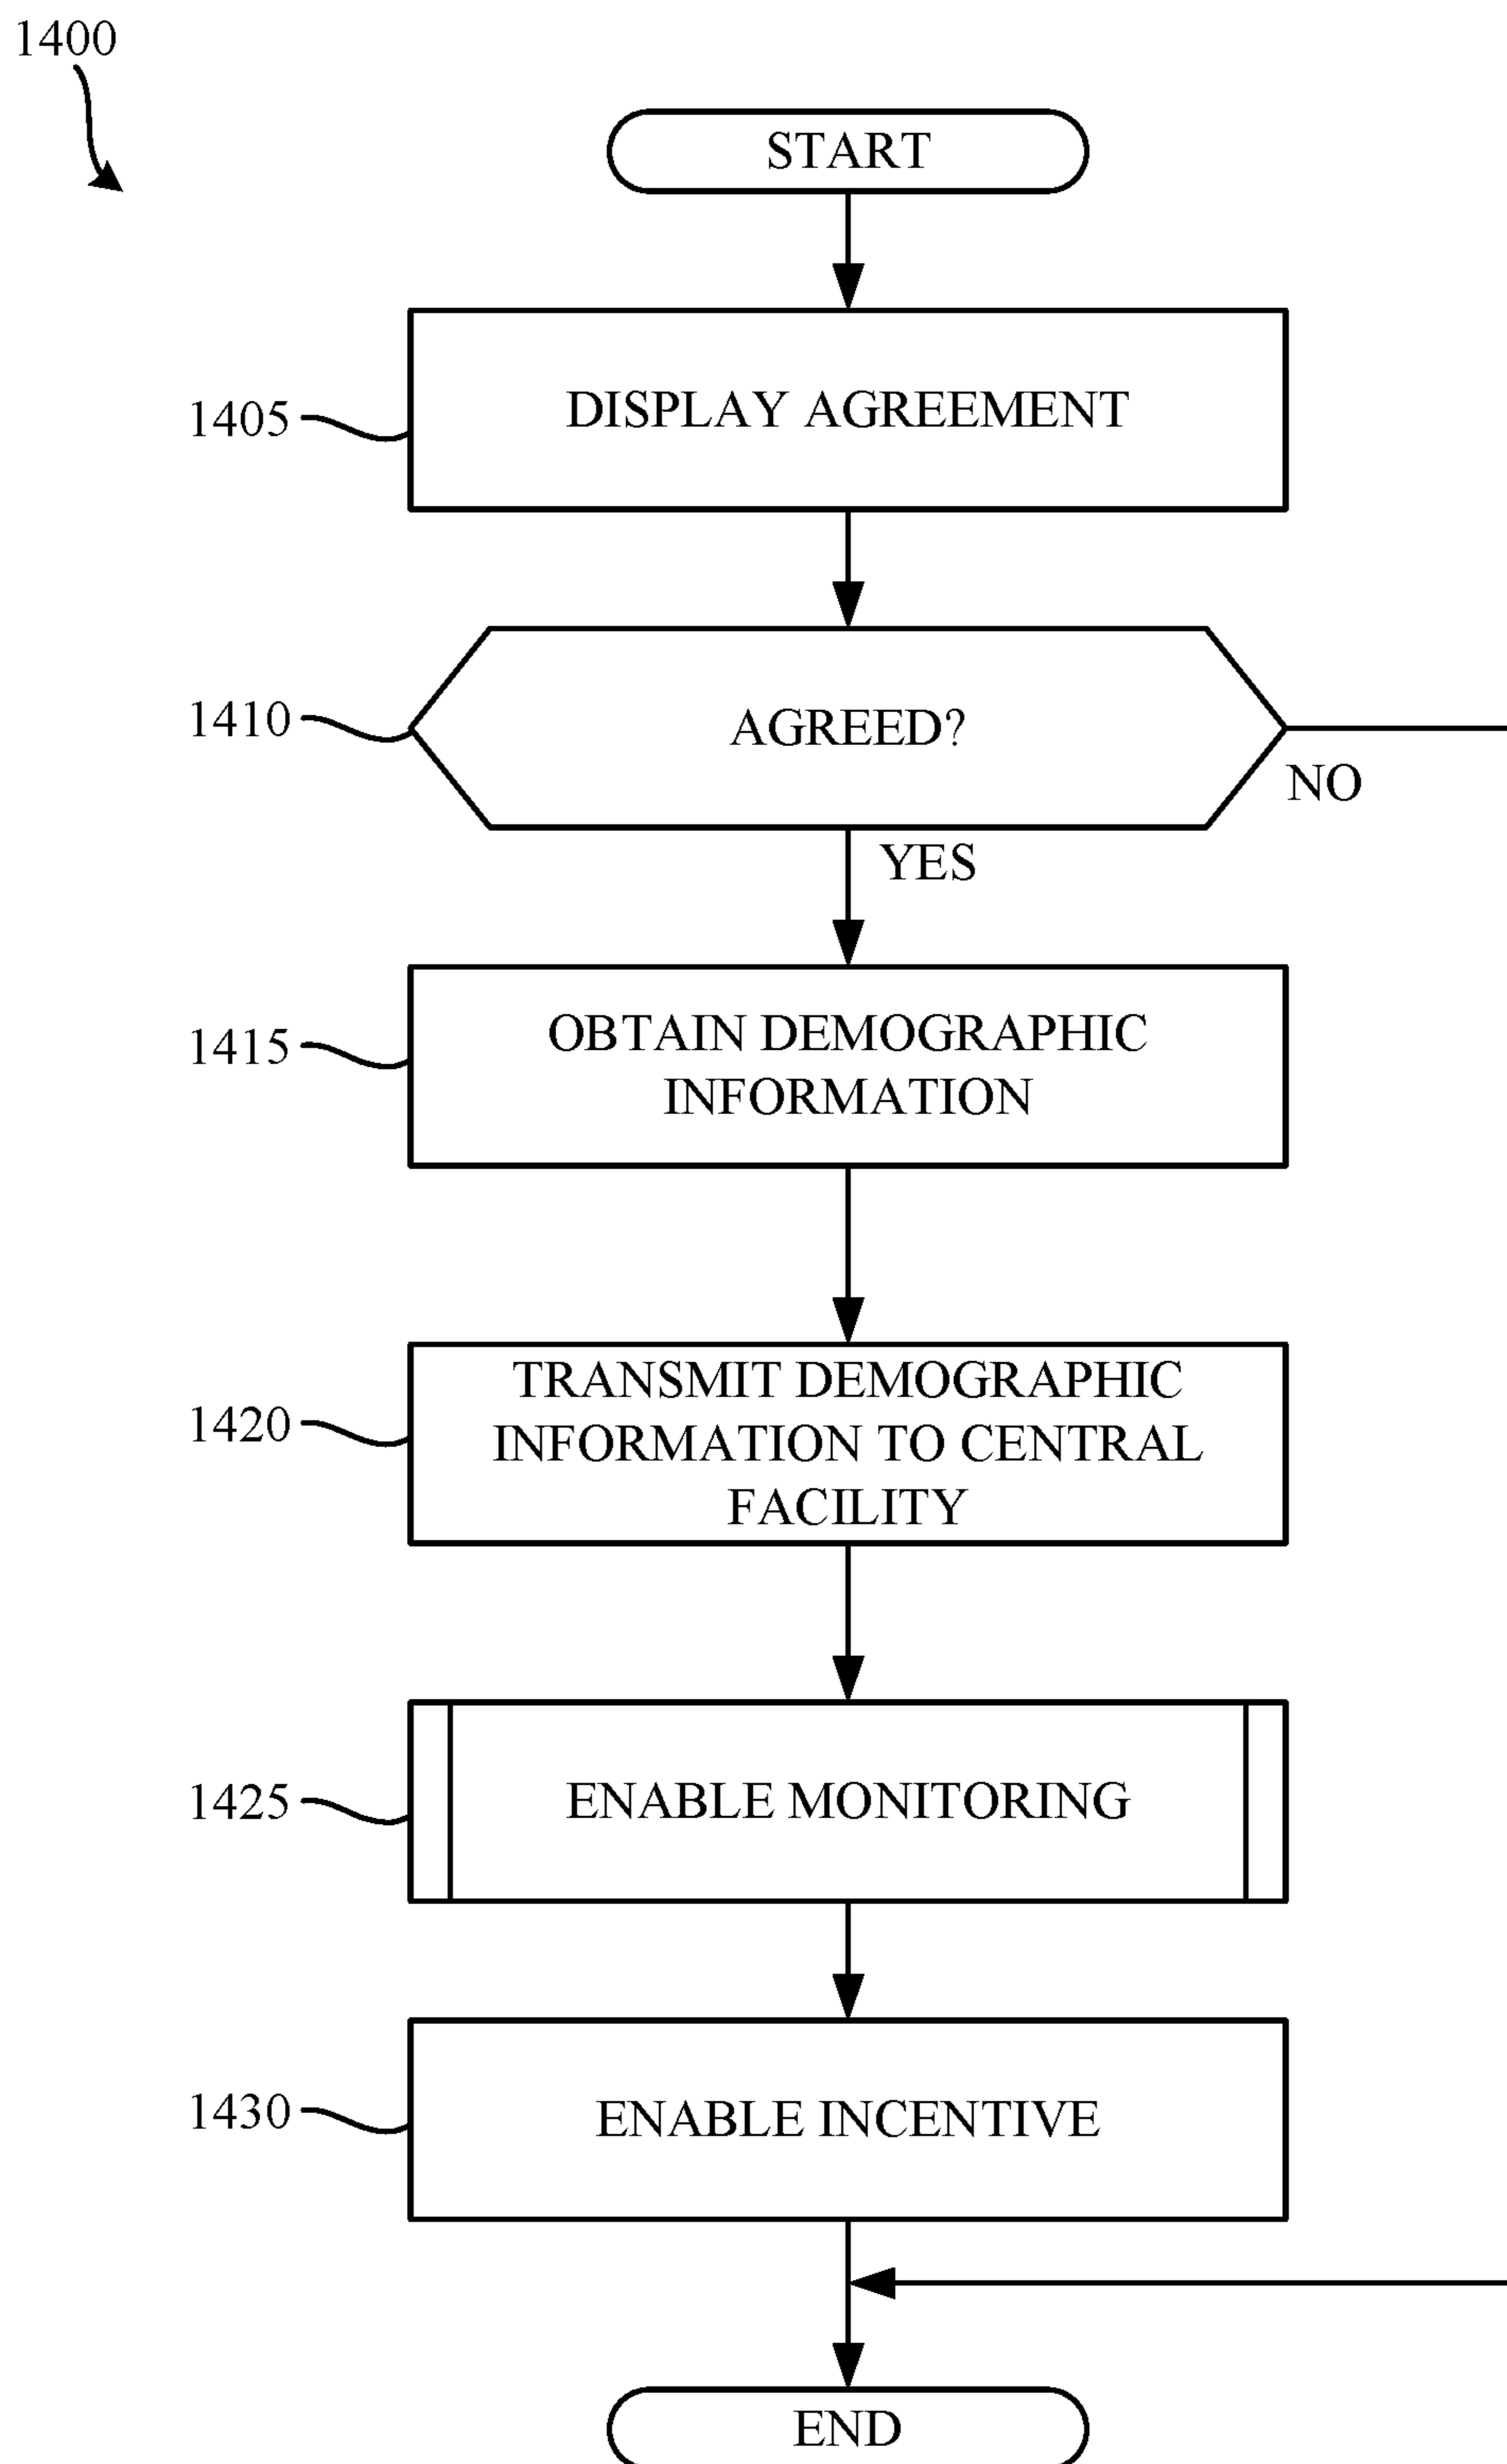 1400
START
1405
DISPLAY AGREEMENT
1410
AGREED?
NO
YES
1415
OBTAIN DEMOGRAPHIC
INFORMATION
1420
TRANSMIT DEMOGRAPHIC
INFORMATION TO CENTRAL
FACILITY
1425
ENABLE MONITORING
1430
ENABLE INCENTIVE
END